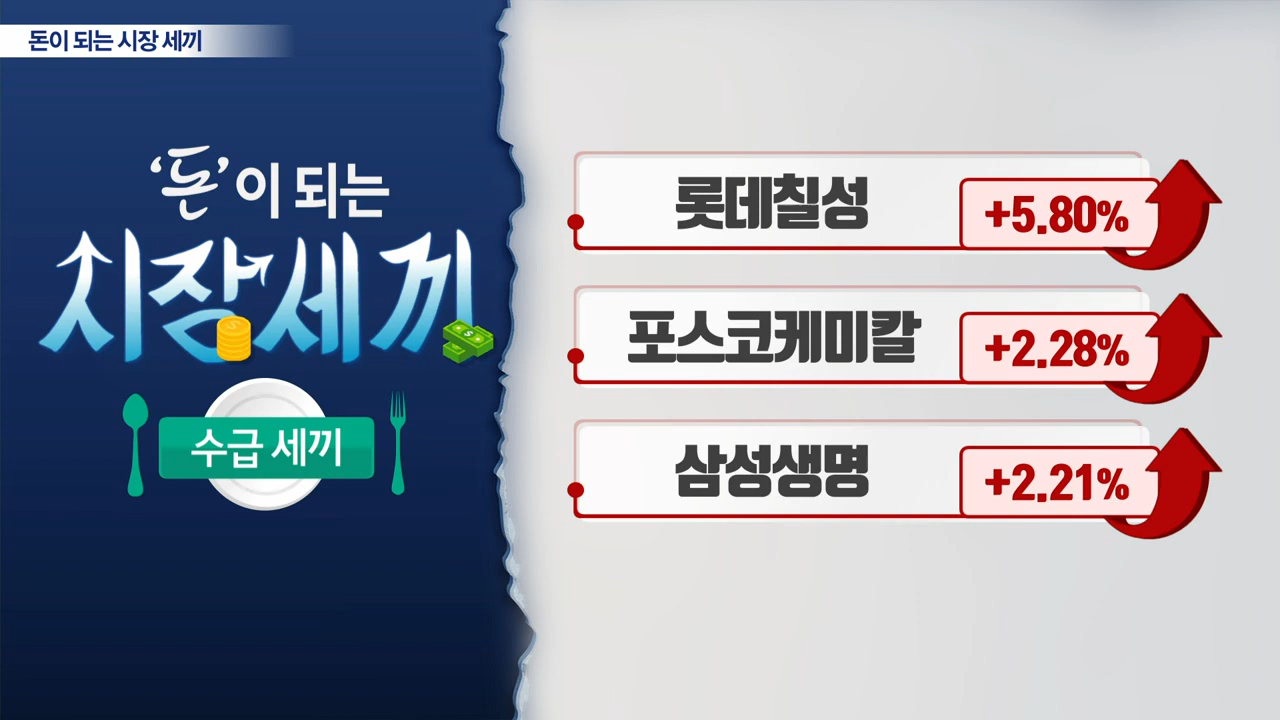 돈이 되는 시장 세끼
‘돈’이 되는
시장세끼
수급 세끼
롯데칠성
+5.80%
포스코케미칼
+2.28%
삼성생명
+2.21%